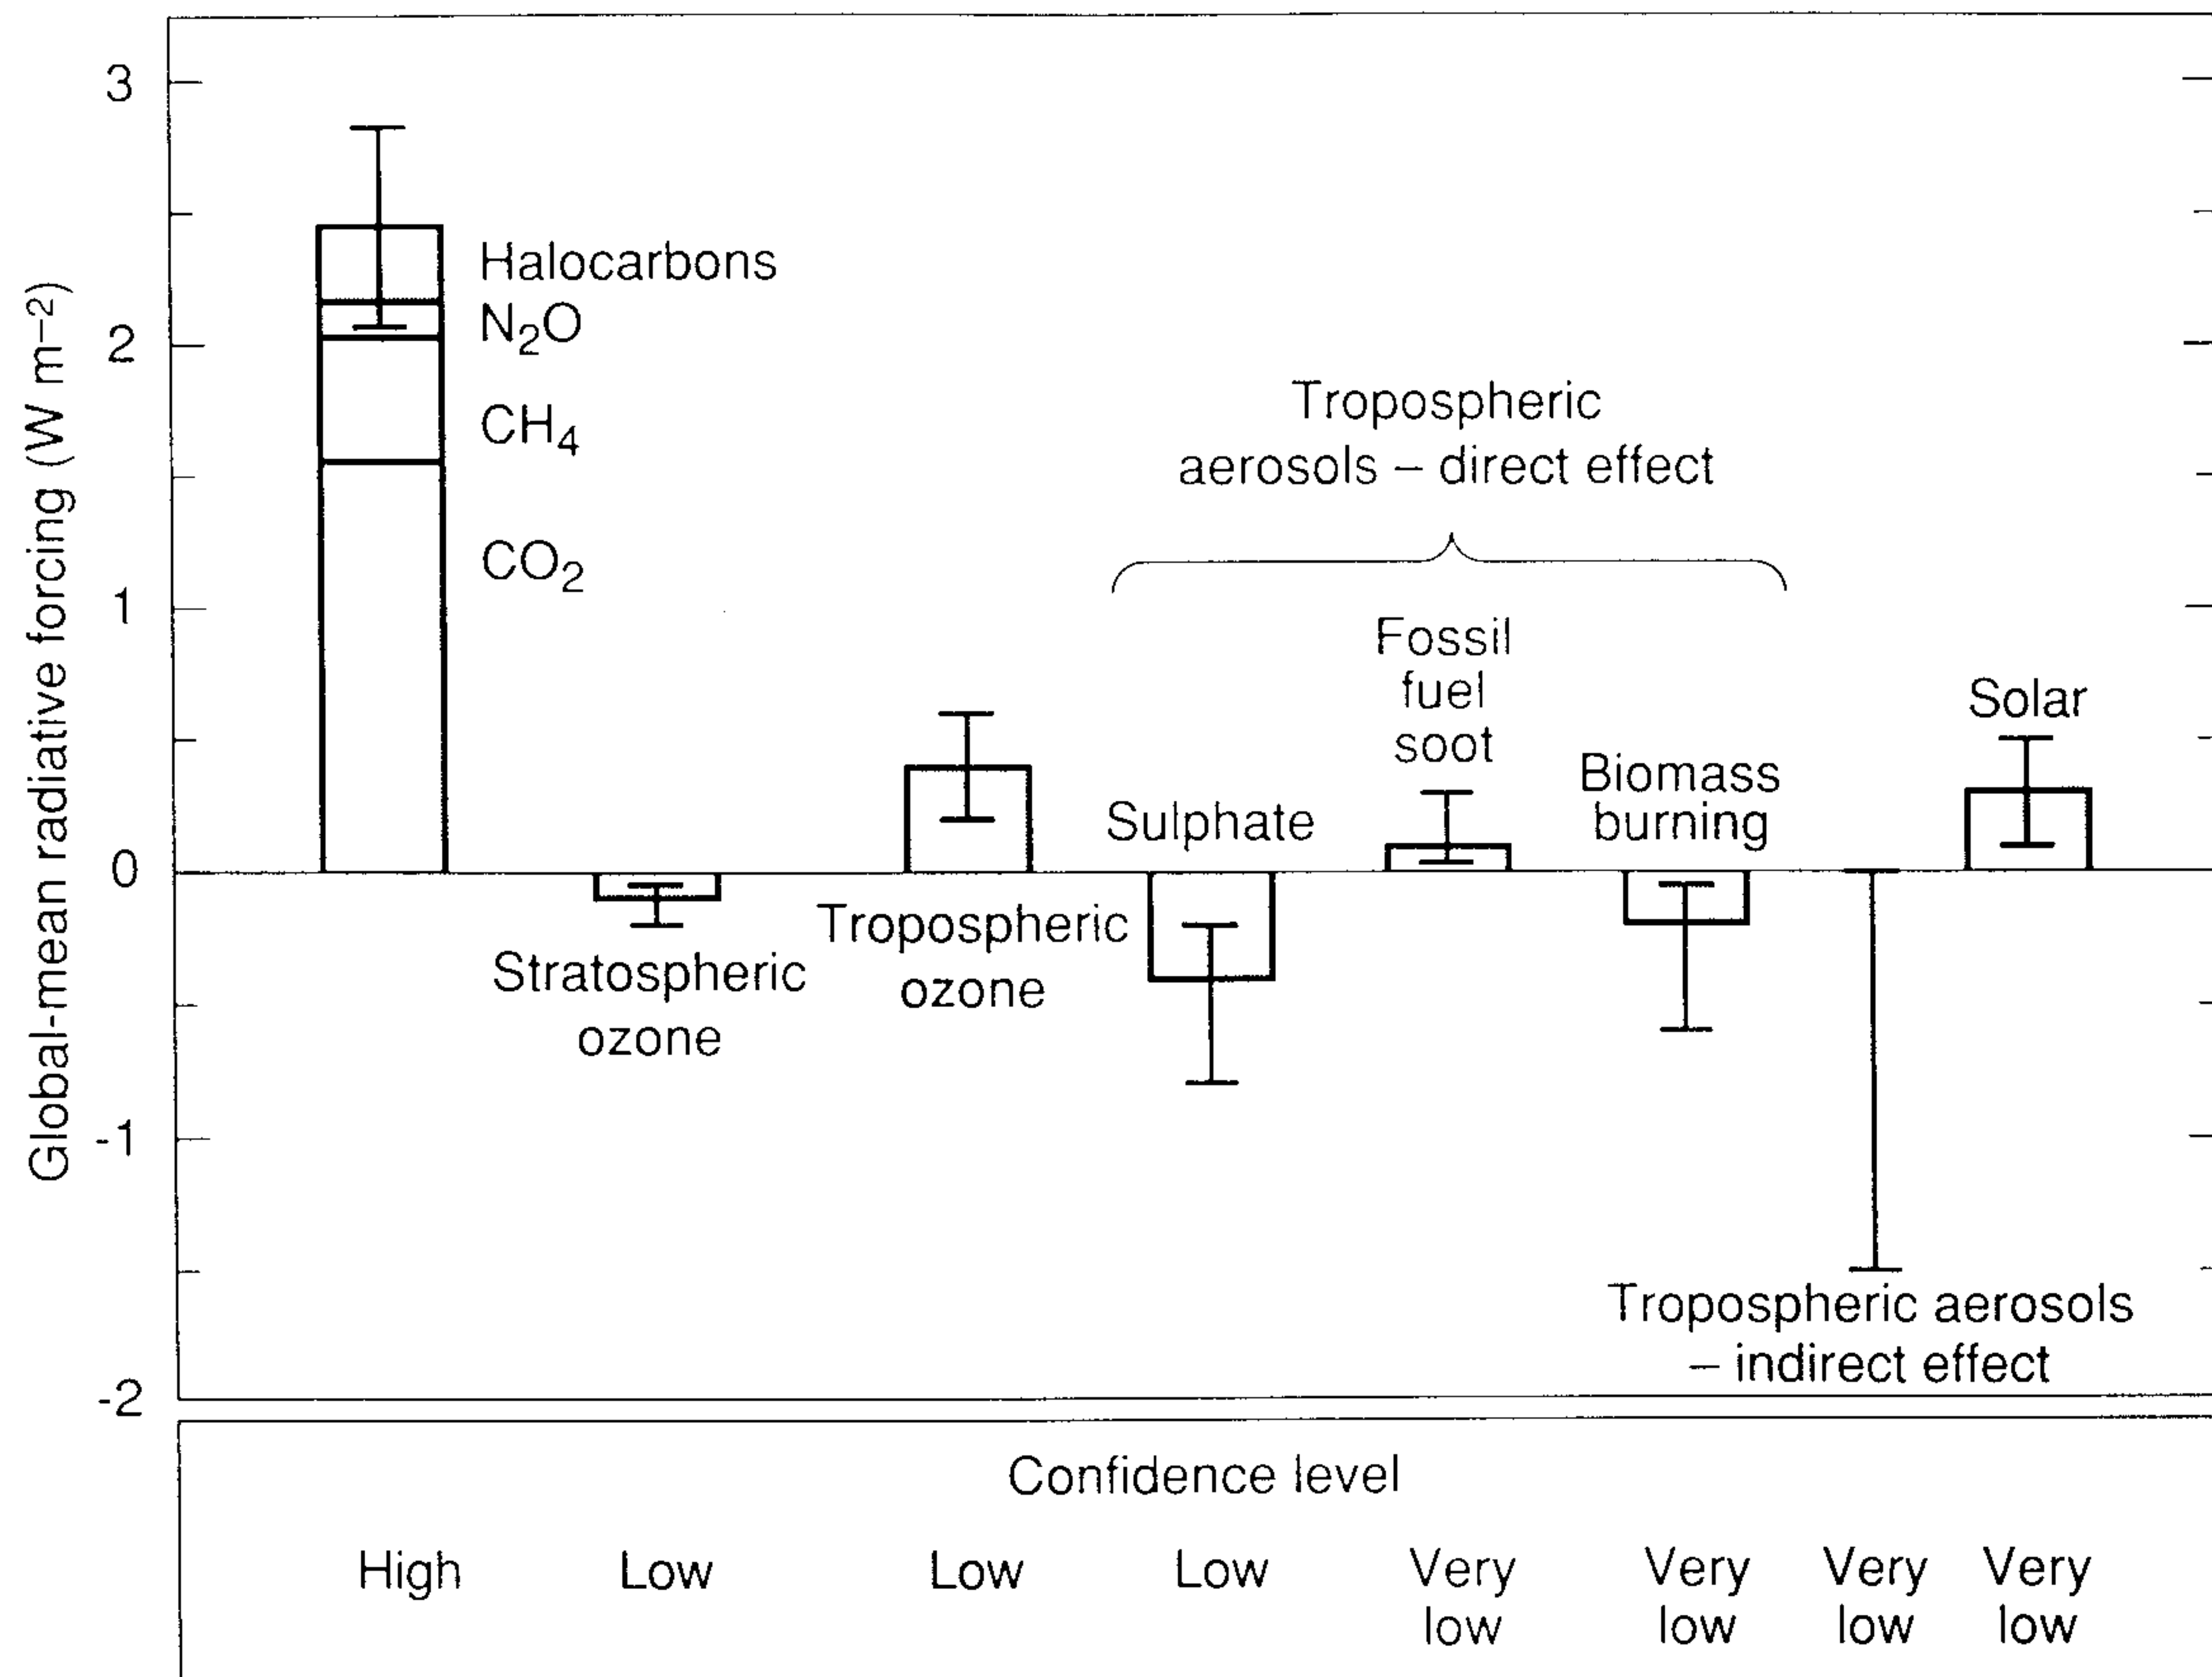 Global-mean radiative forcing (W m⁻²)
3
2
1
0
-1
-2
Halocarbons
N₂O
CH₄
CO₂
Stratospheric
ozone
Tropospheric
ozone
Tropospheric
aerosols – direct effect
Sulphate
Fossil
fuel
soot
Biomass
burning
Tropospheric aerosols
– indirect effect
Solar
Confidence level
High
Low
Low
Low
Very
low
Very
low
Very
low
Very
low